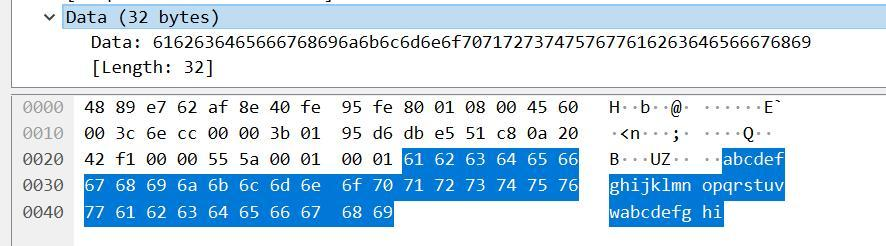 Data (32 bytes)
Data: 6162636465666768696a6b6c6d6e6f7071727374757677616263646566676869
[Length: 32]
0000 48 89 e7 62 af 8e 40 fe 95 fe 80 01 08 00 45 60 H··b··@· ······E`
0010 00 3c 6e cc 00 00 3b 01 95 d6 db e5 51 c8 0a 20 ·<n···;· ····Q·· 
0020 42 f1 00 00 55 5a 00 01 00 01 61 62 63 64 65 66 B···UZ·· ··abcdef
0030 67 68 69 6a 6b 6c 6d 6e 6f 70 71 72 73 74 75 76 ghijklmn opqrstuv
0040 77 61 62 63 64 65 66 67 68 69 wabcdefg hi